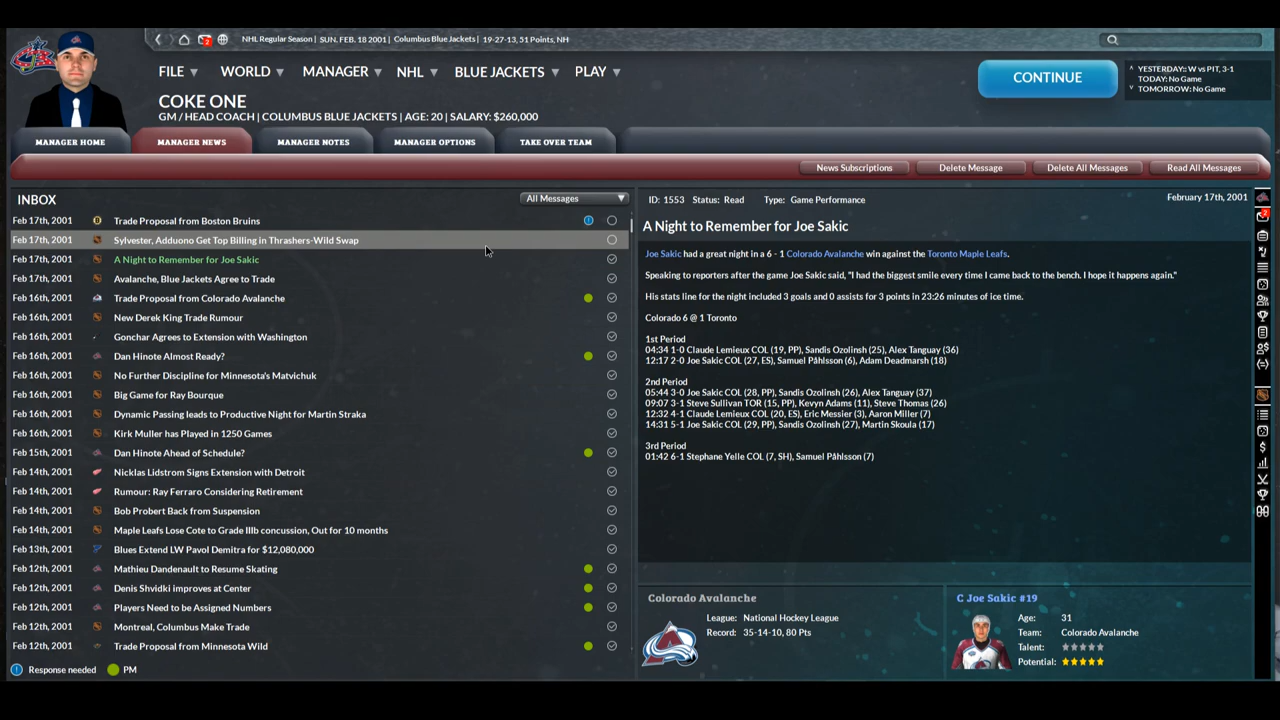 NHL Regular Season | SUN. FEB. 18 2001 | Columbus Blue Jackets | 19-27-13, 51 Points, NH
FILE WORLD MANAGER NHL BLUE JACKETS PLAY
CONTINUE
YESTERDAY: W vs PIT, 3-1
TODAY: No Game
TOMORROW: No Game
COKE ONE
GM / HEAD COACH | COLUMBUS BLUE JACKETS | AGE: 20 | SALARY: $260,000
MANAGER HOME MANAGER NEWS MANAGER NOTES MANAGER OPTIONS TAKE OVER TEAM
News Subscriptions Delete Message Delete All Messages Read All Messages
INBOX All Messages
Feb 17th, 2001 Trade Proposal from Boston Bruins
Feb 17th, 2001 Sylvester, Adduono Get Top Billing in Thrashers-Wild Swap
Feb 17th, 2001 A Night to Remember for Joe Sakic
Feb 17th, 2001 Avalanche, Blue Jackets Agree to Trade
Feb 16th, 2001 Trade Proposal from Colorado Avalanche
Feb 16th, 2001 New Derek King Trade Rumour
Feb 16th, 2001 Gonchar Agrees to Extension with Washington
Feb 16th, 2001 Dan Hinote Almost Ready?
Feb 16th, 2001 No Further Discipline for Minnesota's Matvichuk
Feb 16th, 2001 Big Game for Ray Bourque
Feb 16th, 2001 Dynamic Passing leads to Productive Night for Martin Straka
Feb 16th, 2001 Kirk Muller has Played in 1250 Games
Feb 15th, 2001 Dan Hinote Ahead of Schedule?
Feb 14th, 2001 Nicklas Lidstrom Signs Extension with Detroit
Feb 14th, 2001 Rumour: Ray Ferraro Considering Retirement
Feb 14th, 2001 Bob Probert Back from Suspension
Feb 14th, 2001 Maple Leafs Lose Cote to Grade IIIb concussion, Out for 10 months
Feb 13th, 2001 Blues Extend LW Pavol Demitra for $12,080,000
Feb 12th, 2001 Mathieu Dandenault to Resume Skating
Feb 12th, 2001 Denis Shvidki improves at Center
Feb 12th, 2001 Players Need to be Assigned Numbers
Feb 12th, 2001 Montreal, Columbus Make Trade
Feb 12th, 2001 Trade Proposal from Minnesota Wild
Response needed PM
ID: 1553 Status: Read Type: Game Performance February 17th, 2001
A Night to Remember for Joe Sakic
Joe Sakic had a great night in a 6 - 1 Colorado Avalanche win against the Toronto Maple Leafs.
Speaking to reporters after the game Joe Sakic said, "I had the biggest smile every time I came back to the bench. I hope it happens again."
His stats line for the night included 3 goals and 0 assists for 3 points in 23:26 minutes of ice time.
Colorado 6 @ 1 Toronto
1st Period
04:34 1-0 Claude Lemieux COL (19, PP), Sandis Ozolinsh (25), Alex Tanguay (36)
12:17 2-0 Joe Sakic COL (27, ES), Samuel Påhlsson (6), Adam Deadmarsh (18)
2nd Period
05:44 3-0 Joe Sakic COL (28, PP), Sandis Ozolinsh (26), Alex Tanguay (37)
09:07 3-1 Steve Sullivan TOR (15, PP), Kevyn Adams (11), Steve Thomas (26)
12:32 4-1 Claude Lemieux COL (20, ES), Eric Messier (3), Aaron Miller (7)
14:31 5-1 Joe Sakic COL (29, PP), Sandis Ozolinsh (27), Martin Skoula (17)
3rd Period
01:42 6-1 Stephane Yelle COL (7, SH), Samuel Påhlsson (7)
Colorado Avalanche
League: National Hockey League
Record: 35-14-10, 80 Pts
C Joe Sakic #19
Age: 31
Team: Colorado Avalanche
Talent:
Potential: